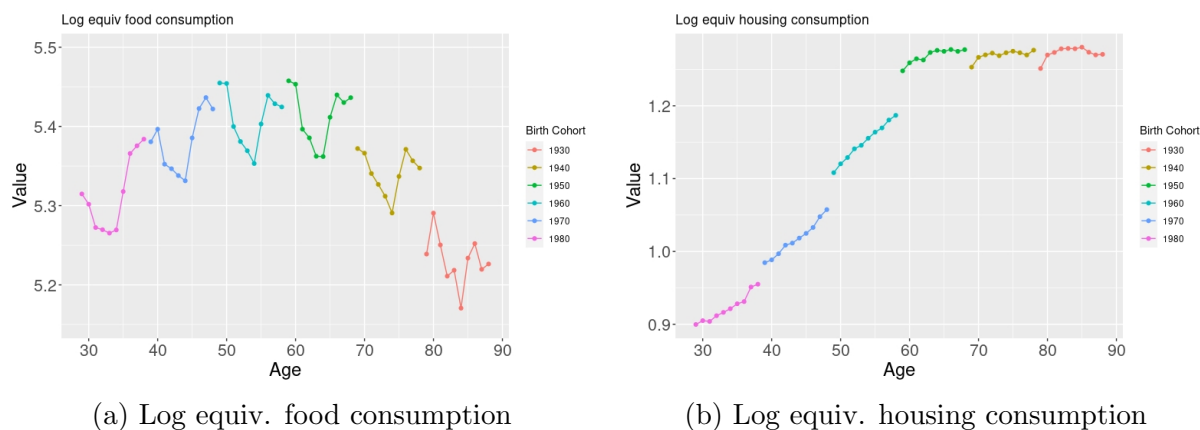 Log equiv food consumption
5.5
5.4
5.3
5.2
Value
30 40 50 60 70 80 90
Age
Birth Cohort
1930
1940
1950
1960
1970
1980
(a) Log equiv. food consumption
Log equiv housing consumption
1.2
1.1
1.0
0.9
Value
30 40 50 60 70 80 90
Age
Birth Cohort
1930
1940
1950
1960
1970
1980
(b) Log equiv. housing consumption